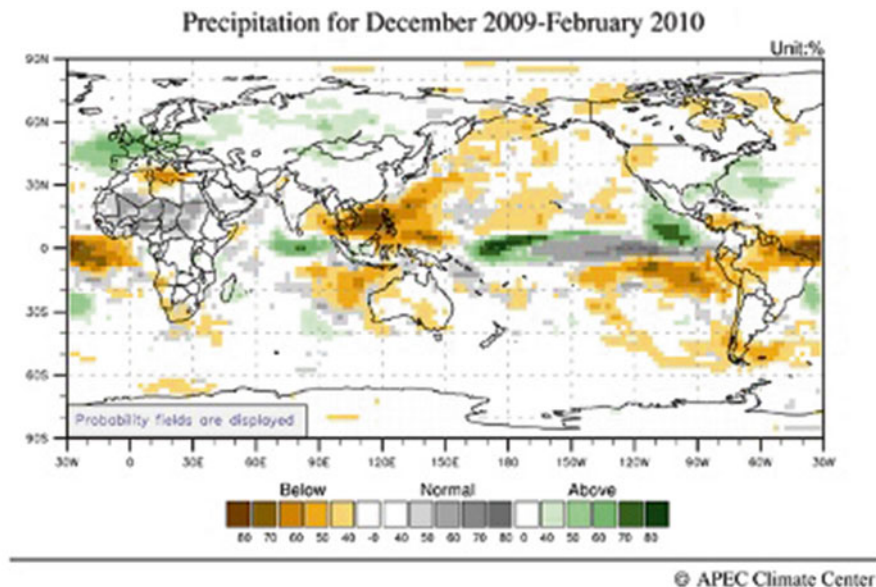 Precipitation for December 2009-February 2010
Unit:%
90N
60N
30N
0
30S
60S
90S
Probability fields are displayed
30W 0 30E 60E 90E 120E 150E 180 150W 120W 90W 60W 30W
Below Normal Above
80 70 60 50 40 -0 40 50 60 70 80 0 40 50 60 70 80
© APEC Climate Center